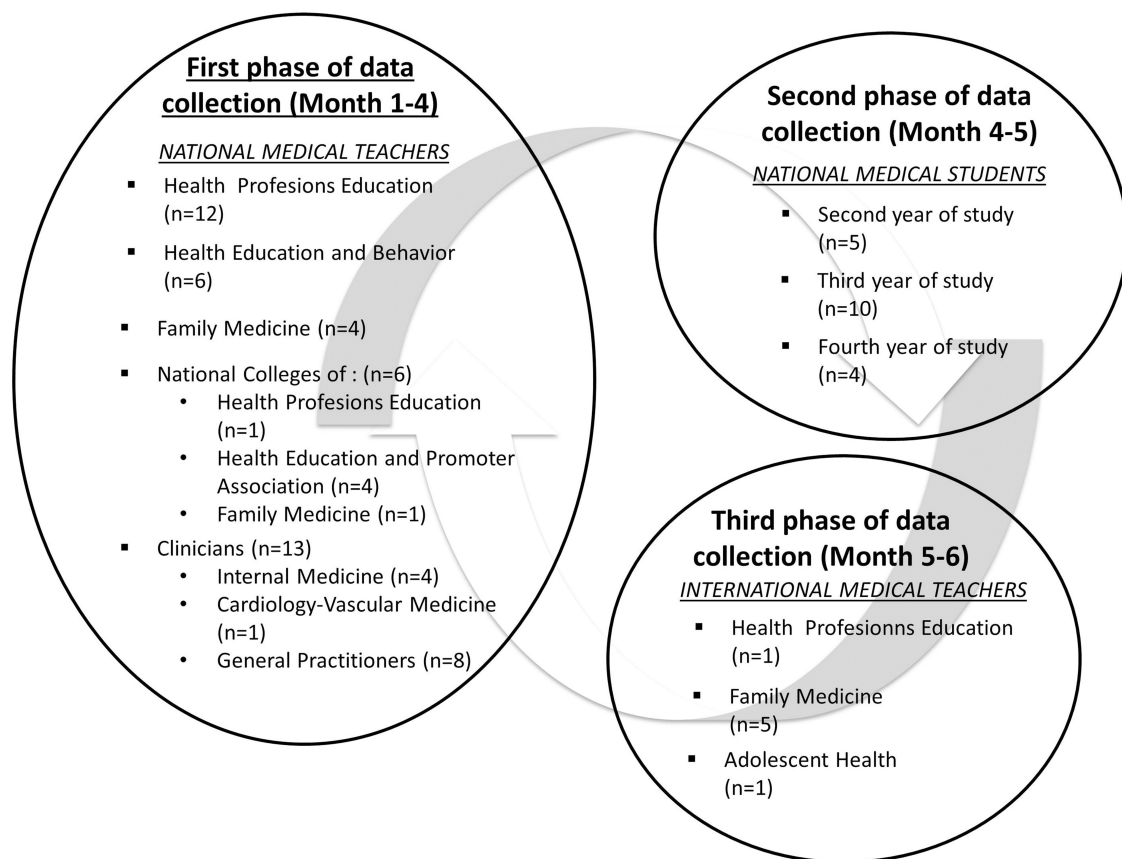 First phase of data
collection (Month 1-4)
NATIONAL MEDICAL TEACHERS
▪ Health Profesions Education
(n=12)
▪ Health Education and Behavior
(n=6)
▪ Family Medicine (n=4)
▪ National Colleges of : (n=6)
• Health Profesions Education
(n=1)
• Health Education and Promoter
Association (n=4)
• Family Medicine (n=1)
▪ Clinicians (n=13)
• Internal Medicine (n=4)
• Cardiology-Vascular Medicine
(n=1)
• General Practitioners (n=8)
Second phase of data
collection (Month 4-5)
NATIONAL MEDICAL STUDENTS
▪ Second year of study
(n=5)
▪ Third year of study
(n=10)
▪ Fourth year of study
(n=4)
Third phase of data
collection (Month 5-6)
INTERNATIONAL MEDICAL TEACHERS
▪ Health Profesionns Education
(n=1)
▪ Family Medicine
(n=5)
▪ Adolescent Health
(n=1)